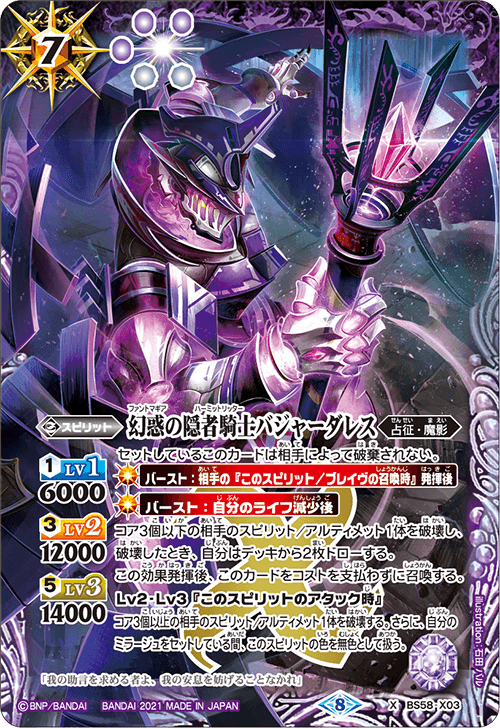 7
ファントマギア ハーミットリッター
スピリット 幻惑の隠者騎士バジャーダレス 占征・魔影
せんせい まえい
セットしているこのカードは相手によって破棄されない。
バースト：相手の『このスピリット/ブレイヴの召喚時』発揮後
バースト：自分のライフ減少後
1 LV1
6000
3 LV2
12000
5 LV3
14000
コア3個以下の相手のスピリット/アルティメット1体を破壊し、
破壊したとき、自分はデッキから2枚ドローする。
この効果発揮後、このカードをコストを支払わずに召喚する。
Lv2・Lv3『このスピリットのアタック時』
コア3個以上の相手のスピリット/アルティメット1体を破壊する。さらに、自分の
ミラージュをセットしている間、このスピリットの色を無色として扱う。
「我の助言を求める者よ、我の安息を妨げることなかれ」
illustration：石田バル
©BNP/BANDAI BANDAI 2021 MADE IN JAPAN 8 X BS58-X03